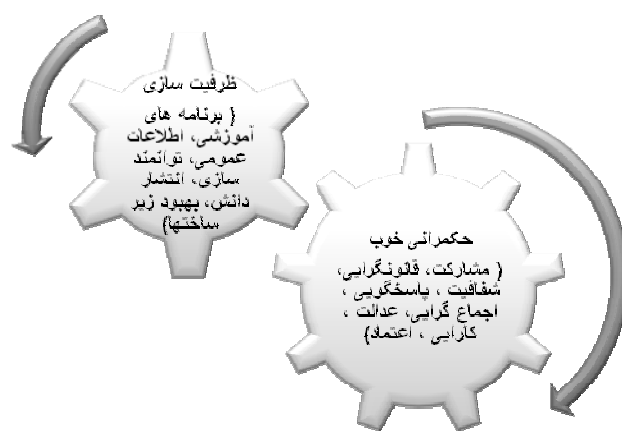 ظرفیت سازی
( برنامه های
آموزشی، اطلاعات
عمومی، توانمند
سازی، انتشار
دانش، بهبود زیر
ساختها)
حکمرانی خوب
( مشارکت، قانونگرایی،
شفافیت ، پاسخگویی ،
اجماع گرایی، عدالت ،
کارایی ، اعتماد)